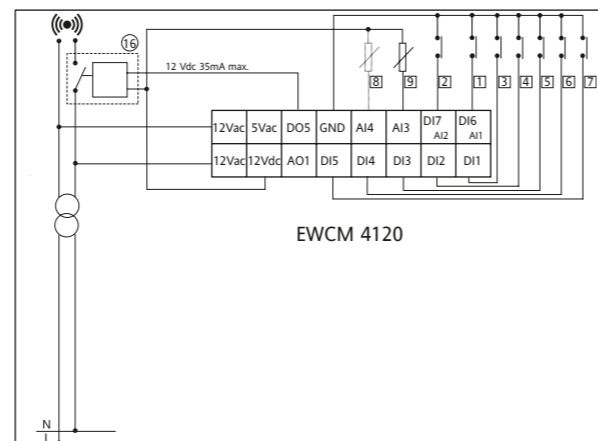 16
12 Vdc 35mA max.
8 9 2 1 3 4 5 6 7
12Vac 5Vac DO5 GND AI4 AI3 DI7 AI2 DI6 AI1
12Vac 12Vdc AO1 DI5 DI4 DI3 DI2 DI1
EWCM 4120
N